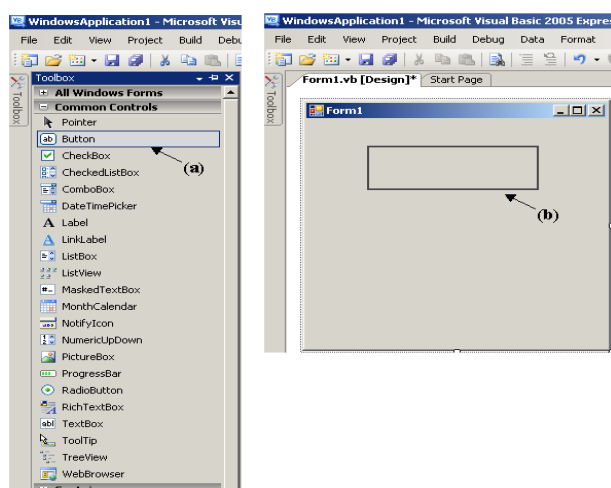 WindowsApplication1 - Microsoft Visu
File Edit View Project Build Debu
Toolbox
Toolbox
All Windows Forms
Common Controls
Pointer
Button
CheckBox
(a)
CheckedListBox
ComboBox
DateTimePicker
Label
LinkLabel
ListBox
ListView
MaskedTextBox
MonthCalendar
NotifyIcon
NumericUpDown
PictureBox
ProgressBar
RadioButton
RichTextBox
TextBox
ToolTip
TreeView
WebBrowser
WindowsApplication1 - Microsoft Visual Basic 2005 Expres
File Edit View Project Build Debug Data Format
Toolbox
Form1.vb [Design]* Start Page
Form1
(b)